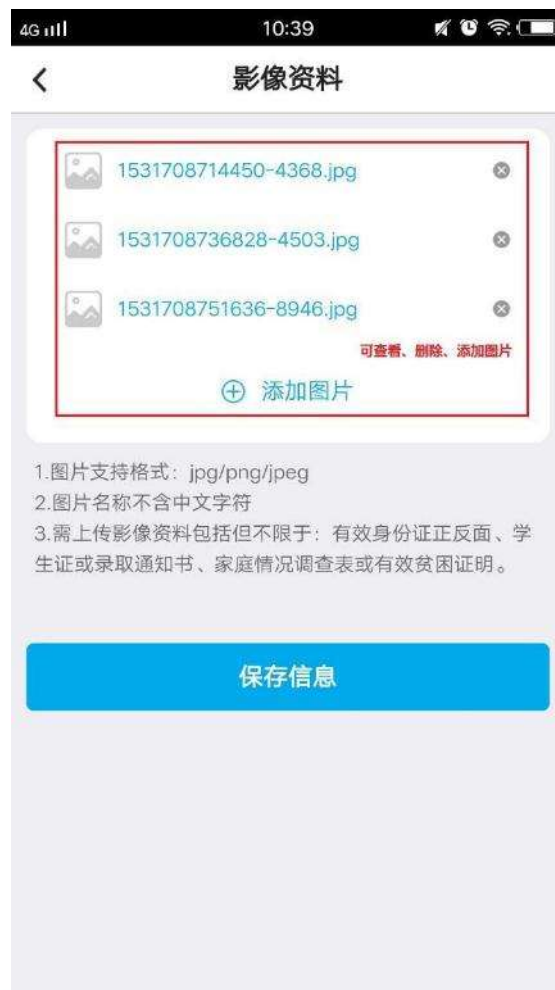 4G 10:39
影像资料
1531708714450-4368.jpg
1531708736828-4503.jpg
1531708751636-8946.jpg
可查看、删除、添加图片
添加图片
1.图片支持格式：jpg/png/jpeg
2.图片名称不含中文字符
3.需上传影像资料包括但不限于：有效身份证正反面、学
生证或录取通知书、家庭情况调查表或有效贫困证明。
保存信息